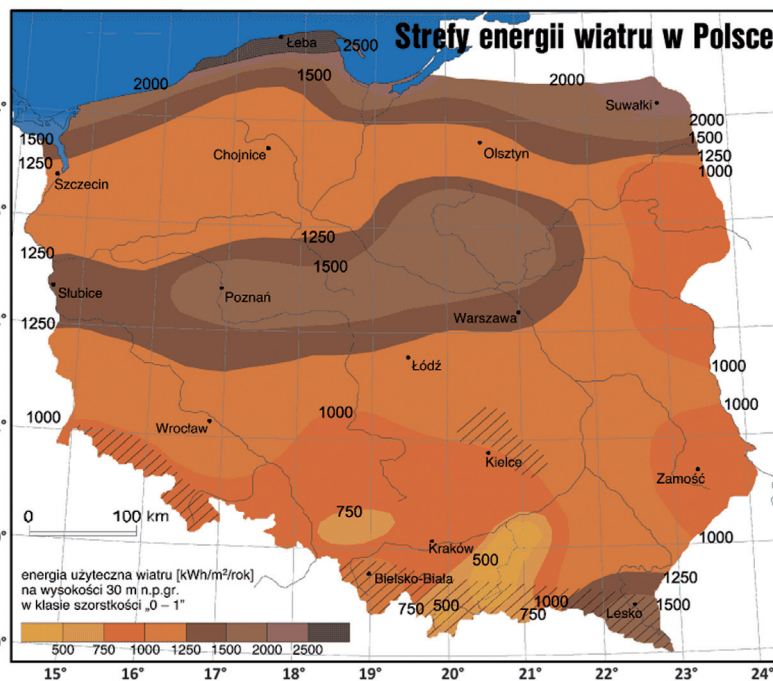 Strefy energii wiatru w Polsce
Łeba
2500
2000
1500
2000
Suwałki
2000
1500
1500
1250
1250
1000
Chojnice
Olsztyn
Szczecin
1250
1250
1500
Słubice
Poznań
Warszawa
1250
Łódź
1000
1000
1000
1000
Wrocław
Kielce
Zamość
750
0 100 km
Kraków
500
1000
energia użyteczna wiatru [kWh/m²/rok]
na wysokości 30 m n.p.gr.
w klasie szorstkości „0 – 1”
Bielsko-Biała
1250
750 500
1000
750
Lesko
1500
500 750 1000 1250 1500 2000 2500
15° 16° 17° 18° 19° 20° 21° 22° 23°